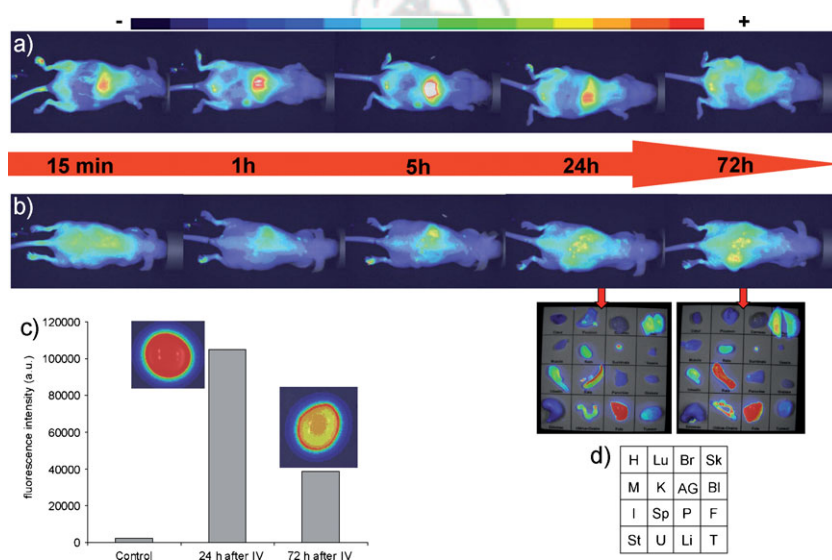 - +
a)
15 min 1h 5h 24h 72h
b)
c)
fluorescence intensity (a.u.)
120000
100000
80000
60000
40000
20000
0
Control 24 h after IV 72 h after IV
d)
H Lu Br Sk
M K AG Bl
I Sp P F
St U Li T